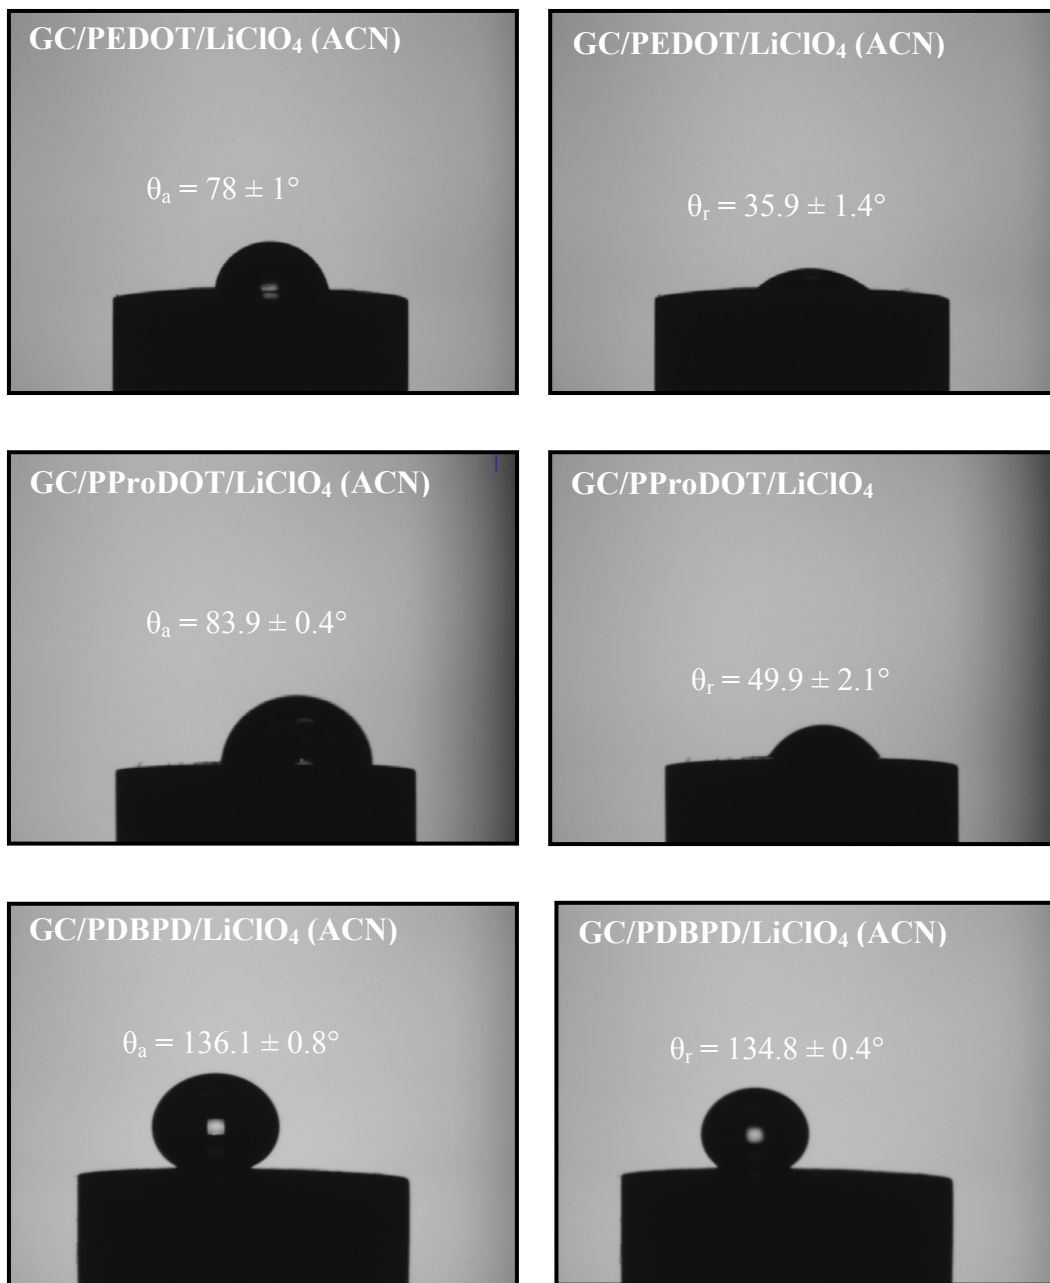 GC/PEDOT/LiClO₄ (ACN)
θₐ = 78 ± 1°
GC/PEDOT/LiClO₄ (ACN)
θᵣ = 35.9 ± 1.4°
GC/PProDOT/LiClO₄ (ACN)
θₐ = 83.9 ± 0.4°
GC/PProDOT/LiClO₄
θᵣ = 49.9 ± 2.1°
GC/PDBPD/LiClO₄ (ACN)
θₐ = 136.1 ± 0.8°
GC/PDBPD/LiClO₄ (ACN)
θᵣ = 134.8 ± 0.4°